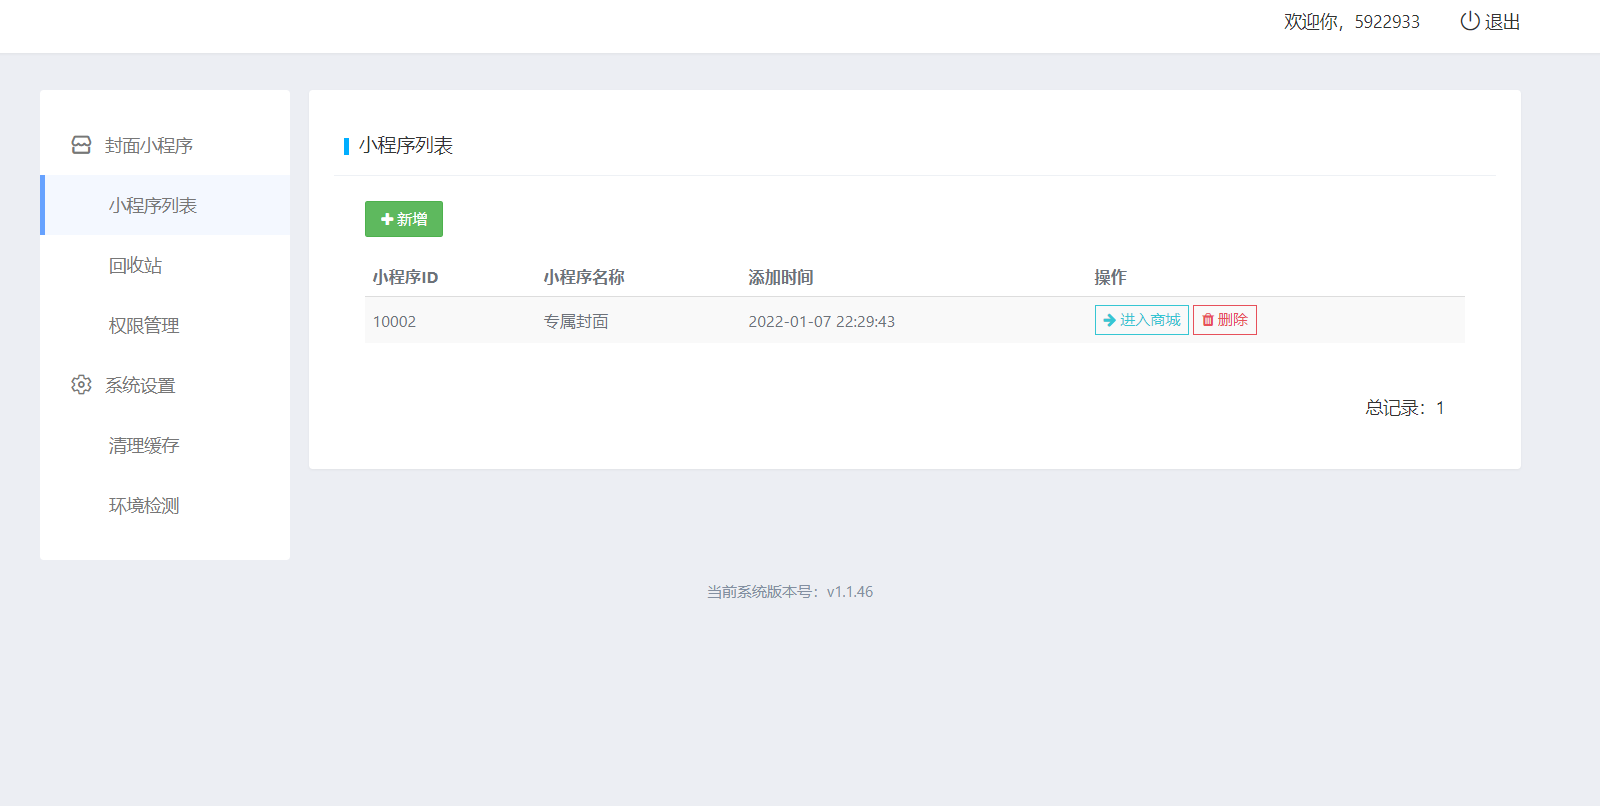 欢迎你，5922933 退出
封面小程序
小程序列表
回收站
权限管理
系统设置
清理缓存
环境检测
小程序列表
新增
小程序ID 小程序名称 添加时间 操作
10002 专属封面 2022-01-07 22:29:43 进入商城 删除
总记录：1
当前系统版本号：v1.1.46